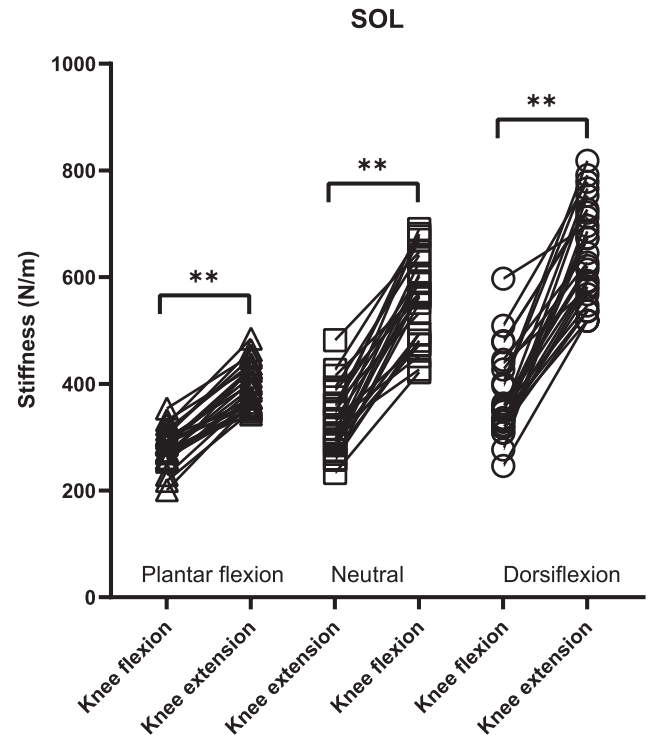 SOL
Stiffness (N/m)
1000
800
600
400
200
0
**
**
**
Plantar flexion
Neutral
Dorsiflexion
Knee flexion
Knee extension
Knee extension
Knee flexion
Knee flexion
Knee extension